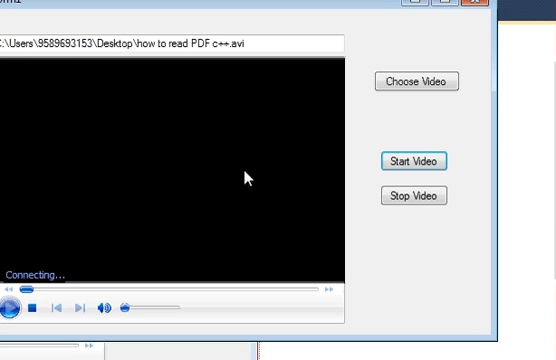 C:\Users\9589693153\Desktop\how to read PDF c++.avi
Choose Video
Start Video
Stop Video
Connecting...